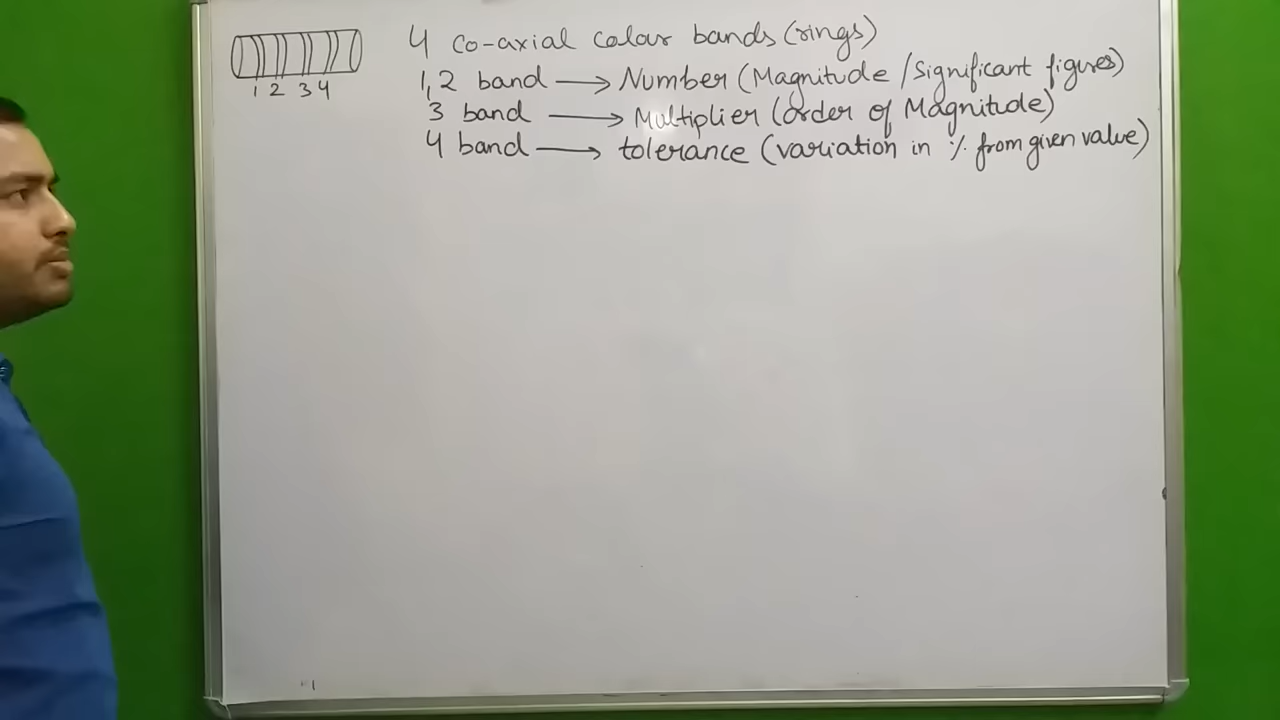 4 co-axial colour bands (rings)
1,2 band → Number (Magnitude / Significant figures)
3 band → Multiplier (order of Magnitude)
4 band → tolerance (variation in % from given value)
1 2 3 4